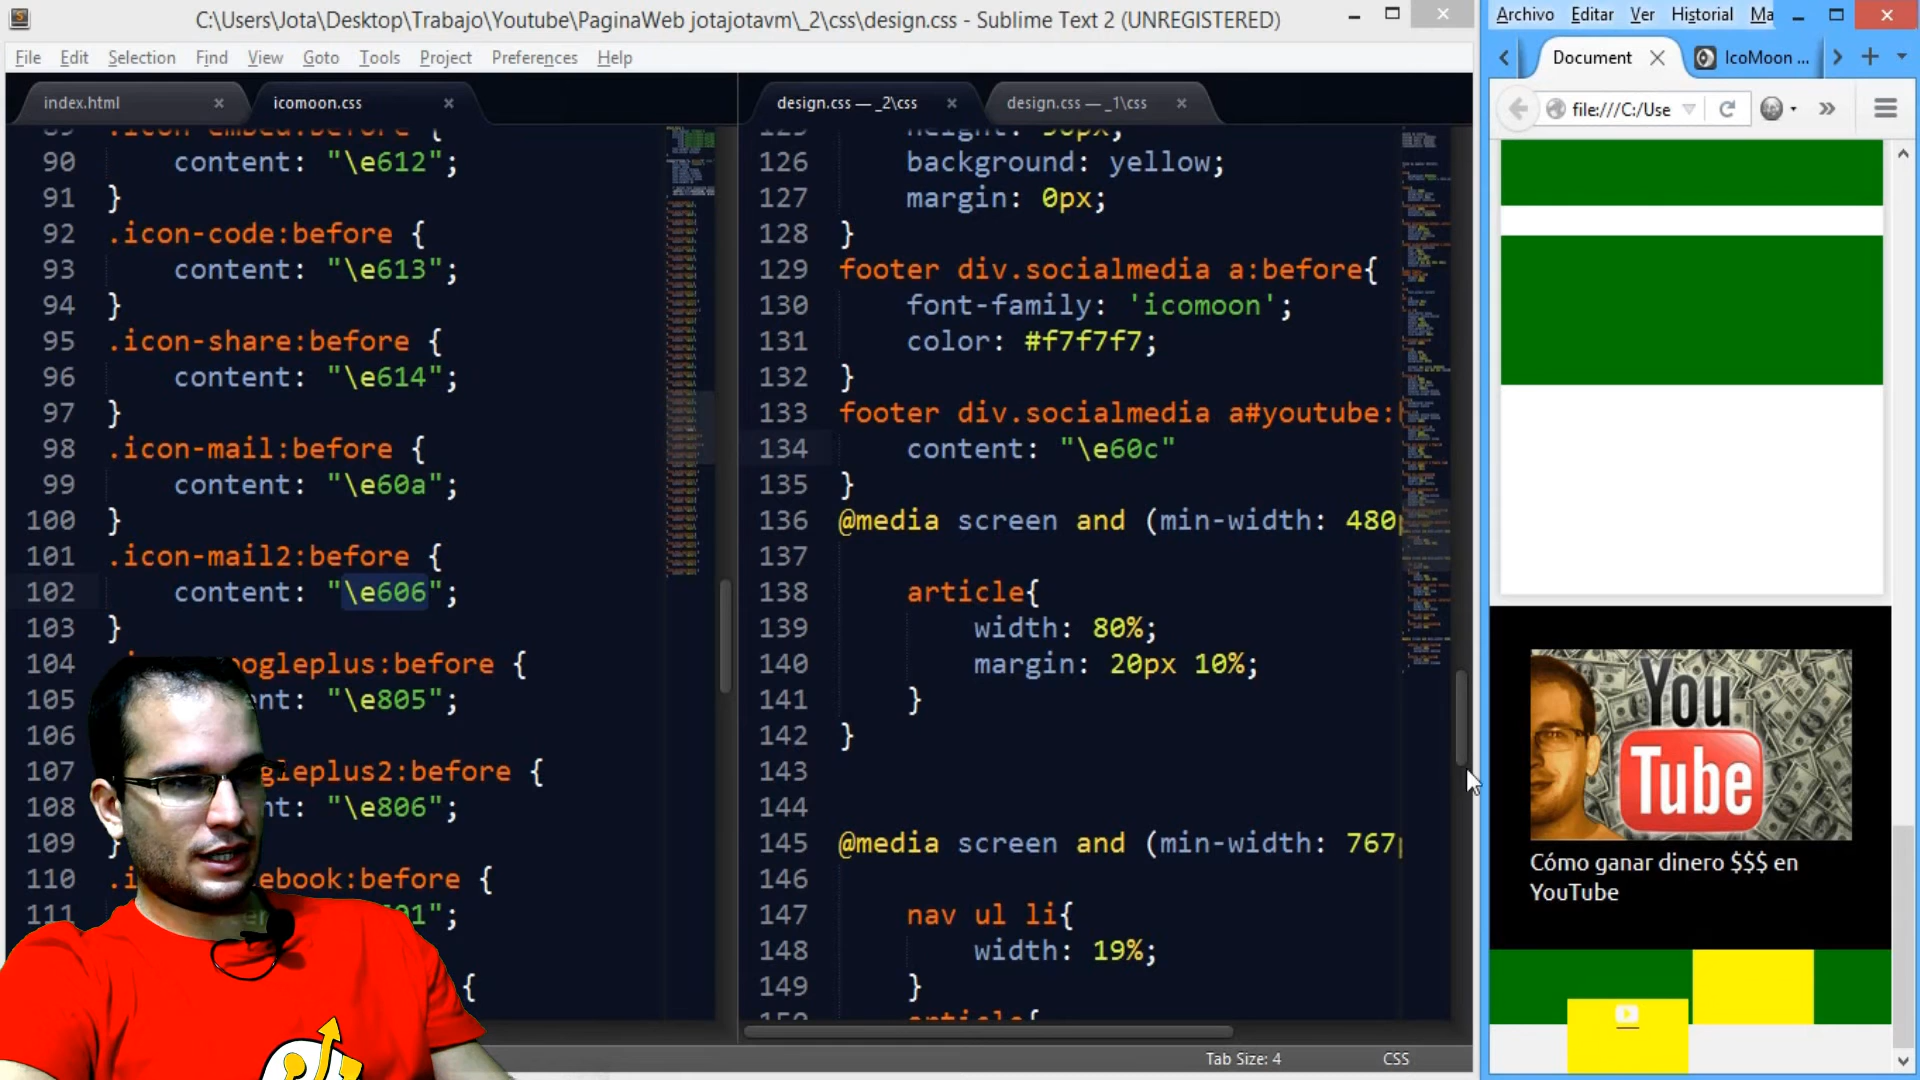 C:\Users\Jota\Desktop\Trabajo\Youtube\PaginaWeb jotajotavm\_2\css\design.css - Sublime Text 2 (UNREGISTERED)
File Edit Selection Find View Goto Tools Project Preferences Help
index.html × icomoon.css ×
90 content: "\e612";
91 }
92 .icon-code:before {
93 content: "\e613";
94 }
95 .icon-share:before {
96 content: "\e614";
97 }
98 .icon-mail:before {
99 content: "\e60a";
100 }
101 .icon-mail2:before {
102 content: "\e606";
103 }
104 ogleplus:before {
105 nt: "\e805";
106
107 gleplus2:before {
108 nt: "\e806";
109 }
110 .i ebook:before {
111 01";
{
design.css — _2\css × design.css — _1\css ×
126 background: yellow;
127 margin: 0px;
128 }
129 footer div.socialmedia a:before{
130 font-family: 'icomoon';
131 color: #f7f7f7;
132 }
133 footer div.socialmedia a#youtube:
134 content: "\e60c"
135 }
136 @media screen and (min-width: 480
137
138 article{
139 width: 80%;
140 margin: 20px 10%;
141 }
142 }
143
144
145 @media screen and (min-width: 767
146
147 nav ul li{
148 width: 19%;
149 }
article{
Tab Size: 4 CSS
Archivo Editar Ver Historial Ma
Document IcoMoon ...
file:///C:/Use
You
Tube
Cómo ganar dinero $$$ en
YouTube